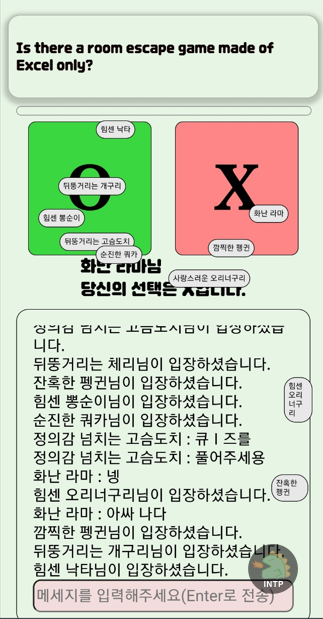 Is there a room escape game made of
Excel only?
힘센 낙타
O
X
뒤뚱거리는 개구리
힘센 뽕순이
화난 라마
뒤뚱거리는 고슴도치
깜찍한 팽귄
순진한 쿼카
화난 라마님
사랑스러운 오리너구리
당신의 선택은 X입니다.
정의감 넘치는 고슴도치님이 입장하셨습
니다.
뒤뚱거리는 체리님이 입장하셨습니다.
잔혹한 펭귄님이 입장하셨습니다.
힘센 뽕순이님이 입장하셨습니다.
순진한 쿼카님이 입장하셨습니다.
정의감 넘치는 고슴도치 : 큐ㅣ즈를
정의감 넘치는 고슴도치 : 풀어주세용
화난 라마 : 넹
힘센 오리너구리님이 입장하셨습니다.
화난 라마 : 아싸 나다
깜찍한 펭귄님이 입장하셨습니다.
뒤뚱거리는 개구리님이 입장하셨습니다.
힘센 낙타님이 입장하셨습니다.
힘센
오리
너구
리
잔혹한
팽귄
INTP
메세지를 입력해주세요(Enter로 전송)